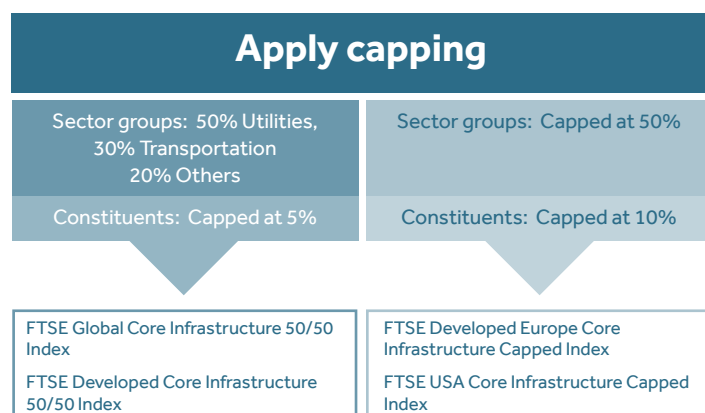 Apply capping
Sector groups: 50% Utilities,
30% Transportation
20% Others
Constituents: Capped at 5%
Sector groups: Capped at 50%
Constituents: Capped at 10%
FTSE Global Core Infrastructure 50/50
Index
FTSE Developed Core Infrastructure
50/50 Index
FTSE Developed Europe Core
Infrastructure Capped Index
FTSE USA Core Infrastructure Capped
Index